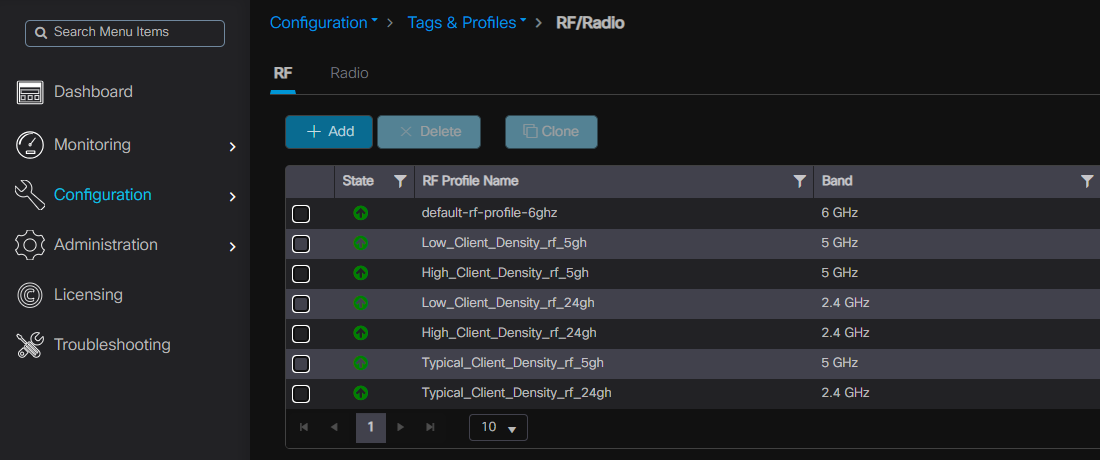 Search Menu Items
Dashboard
Monitoring
Configuration
Administration
Licensing
Troubleshooting
Configuration > Tags & Profiles > RF/Radio
RF Radio
Add Delete Clone
State RF Profile Name Band
default-rf-profile-6ghz 6 GHz
Low_Client_Density_rf_5gh 5 GHz
High_Client_Density_rf_5gh 5 GHz
Low_Client_Density_rf_24gh 2.4 GHz
High_Client_Density_rf_24gh 2.4 GHz
Typical_Client_Density_rf_5gh 5 GHz
Typical_Client_Density_rf_24gh 2.4 GHz
1 10